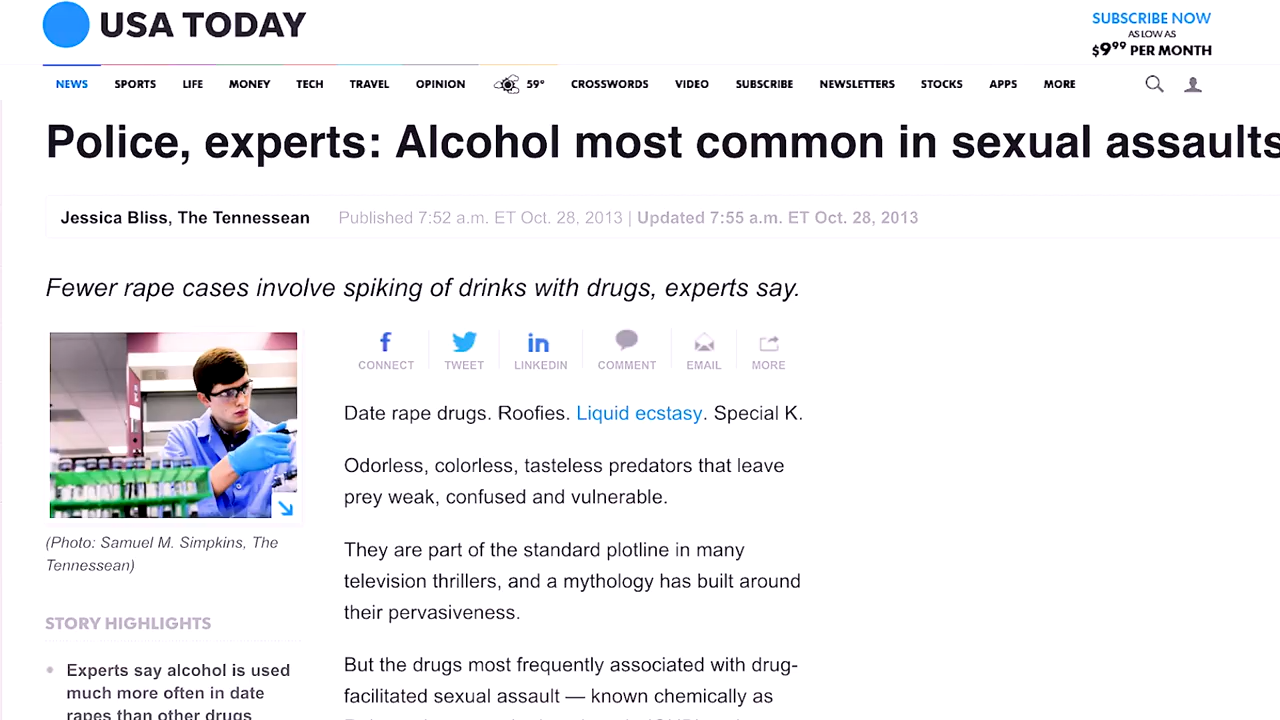 USA TODAY
SUBSCRIBE NOW
AS LOW AS
$9⁹⁹ PER MONTH
NEWS SPORTS LIFE MONEY TECH TRAVEL OPINION 59° CROSSWORDS VIDEO SUBSCRIBE NEWSLETTERS STOCKS APPS MORE
Police, experts: Alcohol most common in sexual assaults
Jessica Bliss, The Tennessean Published 7:52 a.m. ET Oct. 28, 2013 | Updated 7:55 a.m. ET Oct. 28, 2013
Fewer rape cases involve spiking of drinks with drugs, experts say.
(Photo: Samuel M. Simpkins, The
Tennessean)
STORY HIGHLIGHTS
Experts say alcohol is used
much more often in date
rapes than other drugs
CONNECT TWEET LINKEDIN COMMENT EMAIL MORE
Date rape drugs. Roofies. Liquid ecstasy. Special K.
Odorless, colorless, tasteless predators that leave
prey weak, confused and vulnerable.
They are part of the standard plotline in many
television thrillers, and a mythology has built around
their pervasiveness.
But the drugs most frequently associated with drug-
facilitated sexual assault — known chemically as